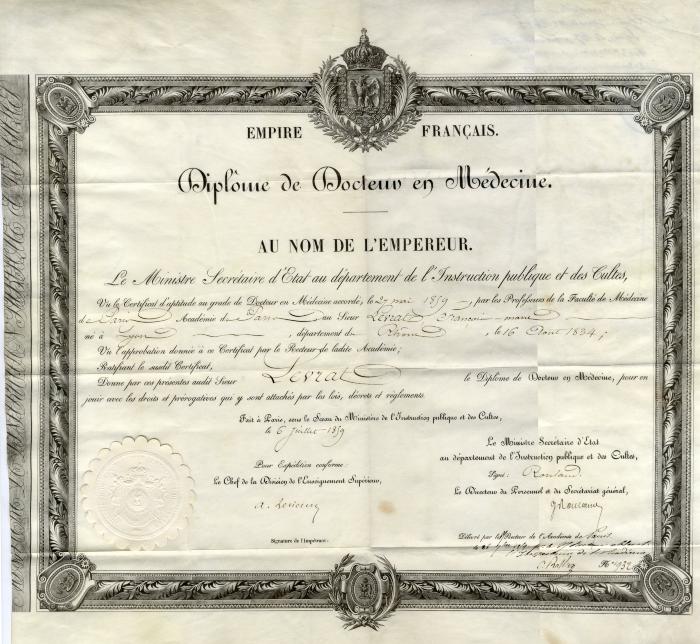 EMPIRE FRANÇAIS.
Diplôme de Docteur en Médecine.
AU NOM DE L'EMPEREUR.
Le Ministre Secrétaire d'Etat au département de l'Instruction publique et des Cultes,
Vu le Certificat d'aptitude au grade de Docteur en Médecine accordé, le 27 mai 1859, par les Professeurs de la Faculté de Médecine
de Paris Académie de Paris au Sieur Levrat François-marie
né à Lyon département du Rhône, le 16 Août 1834;
Vu l'approbation donnée à ce Certificat par le Recteur de ladite Académie;
Ratifiant le susdit Certificat,
Donne par ces présentes audit Sieur Levrat le Diplôme de Docteur en Médecine, pour en
jouir avec les droits et prérogatives qui y sont attachés par les lois, décrets et règlements.
Fait à Paris, sous le Sceau du Ministère de l'Instruction publique et des Cultes,
le 6 Juillet 1859
Le Ministre Secrétaire d'Etat
au département de l'Instruction publique et des Cultes,
Signé: Rouland
Pour Expédition conforme:
Le Chef de la Division de l'Enseignement Supérieur,
Le Directeur du Personnel et du Secrétariat général,
Signature de l'Impétrant:
Délivré par le Recteur de l'Académie de Paris
N° 932